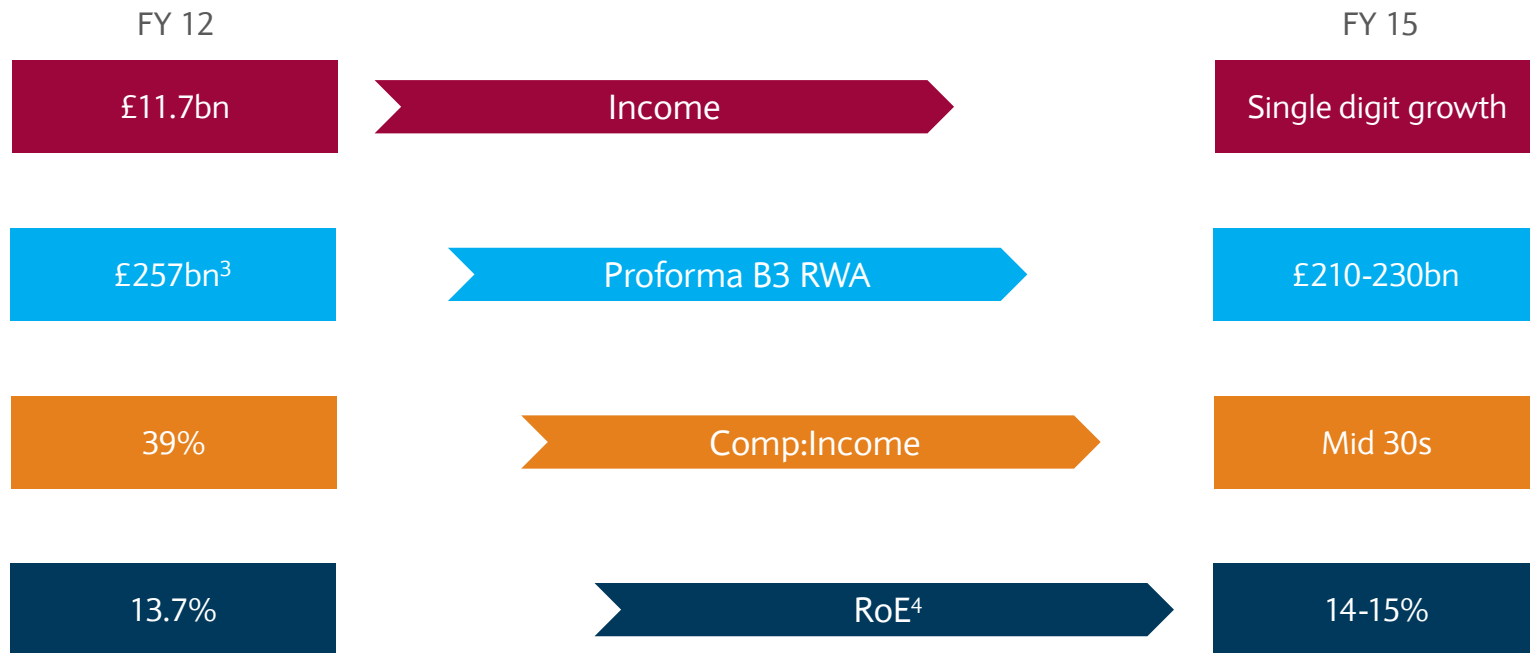 FY 12
FY 15
£11.7bn
Income
Single digit growth
£257bn³
Proforma B3 RWA
£210-230bn
39%
Comp:Income
Mid 30s
13.7%
RoE⁴
14-15%